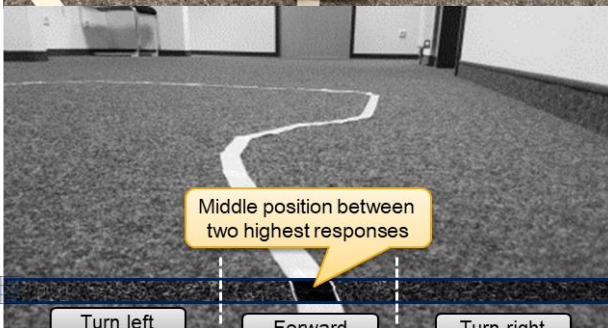 Middle position between
two highest responses
Turn left
Forward
Turn right